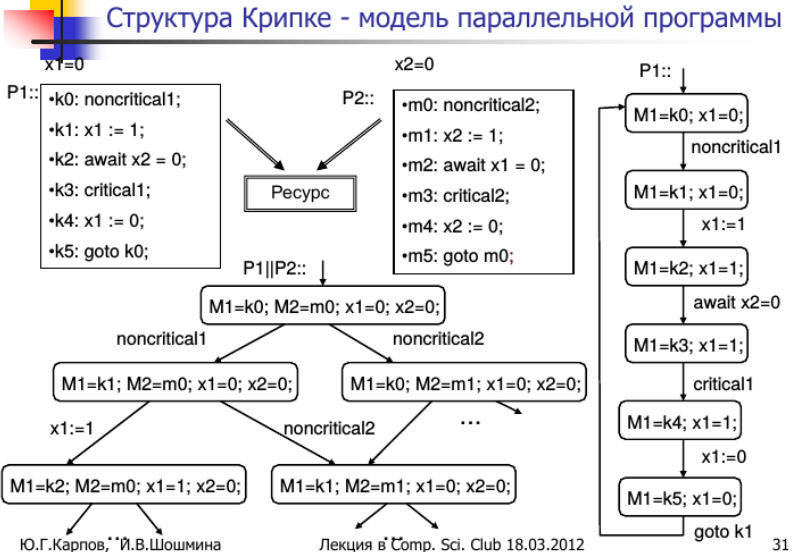 Структура Крипке - модель параллельной программы
x1=0
P1::
•k0: noncritical1;
•k1: x1 := 1;
•k2: await x2 = 0;
•k3: critical1;
•k4: x1 := 0;
•k5: goto k0;
x2=0
P2::
•m0: noncritical2;
•m1: x2 := 1;
•m2: await x1 = 0;
•m3: critical2;
•m4: x2 := 0;
•m5: goto m0;
Ресурс
P1||P2::
M1=k0; M2=m0; x1=0; x2=0;
noncritical1
noncritical2
M1=k1; M2=m0; x1=0; x2=0;
M1=k0; M2=m1; x1=0; x2=0;
...
x1:=1
noncritical2
M1=k2; M2=m0; x1=1; x2=0;
M1=k1; M2=m1; x1=0; x2=0;
...
...
P1::
M1=k0; x1=0;
noncritical1
M1=k1; x1=0;
x1:=1
M1=k2; x1=1;
await x2=0
M1=k3; x1=1;
critical1
M1=k4; x1=1;
x1:=0
M1=k5; x1=0;
goto k1
Ю.Г.Карпов, И.В.Шошмина
Лекция в Comp. Sci. Club 18.03.2012
31